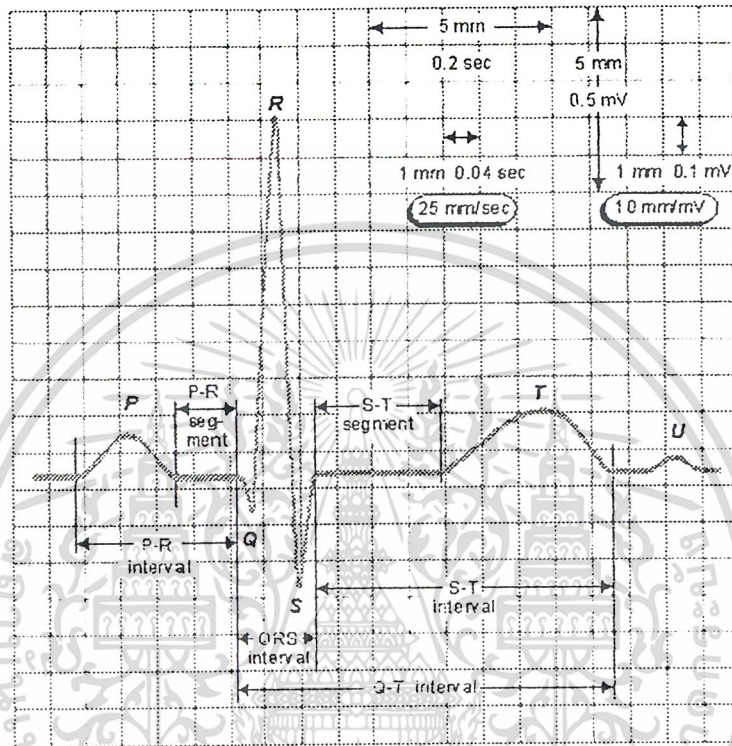 5 mm
0.2 sec
5 mm
0.5 mV
R
1 mm 0.04 sec
1 mm 0.1 mV
25 mm/sec
10 mm/mV
P
P-R
seg-
ment
S-T
segment
T
U
Q
P-R
interval
S
S-T
interval
QRS
interval
Q-T interval